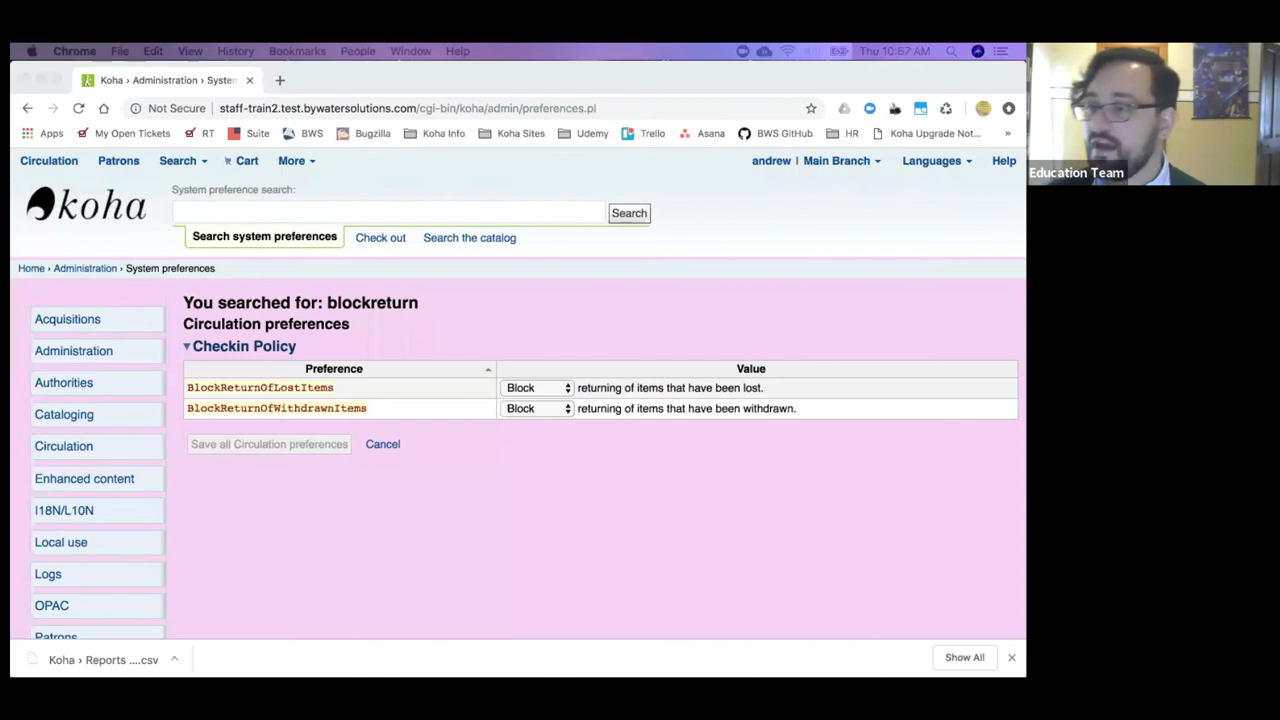 Chrome File Edit View History Bookmarks People Window Help Thu 10:57 AM
Koha › Administration › System
Not Secure staff-train2.test.bywatersolutions.com/cgi-bin/koha/admin/preferences.pl
Apps My Open Tickets RT Suite BWS Bugzilla Koha Info Koha Sites Udemy Trello Asana BWS GitHub HR Koha Upgrade Not... »
Circulation Patrons Search Cart More andrew | Main Branch Languages Help
koha
System preference search:
Search
Search system preferences Check out Search the catalog
Home › Administration › System preferences
Acquisitions
Administration
Authorities
Cataloging
Circulation
Enhanced content
I18N/L10N
Local use
Logs
OPAC
Patrons
You searched for: blockreturn
Circulation preferences
Checkin Policy
Preference Value
BlockReturnOfLostItems Block returning of items that have been lost.
BlockReturnOfWithdrawnItems Block returning of items that have been withdrawn.
Save all Circulation preferences Cancel
Koha › Reports ....csv Show All
Education Team